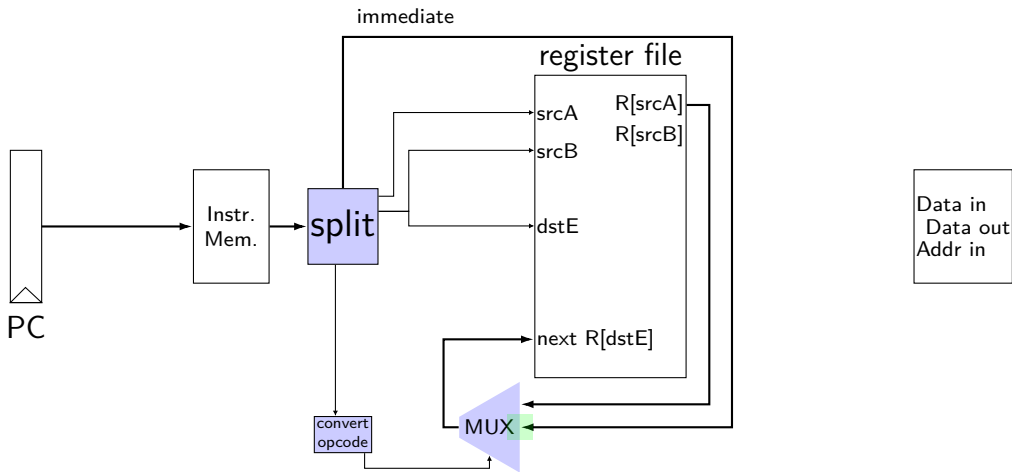 immediate
register file
srcA
R[srcA]
srcB
R[srcB]
Instr.
Mem.
split
dstE
Data in
Data out
Addr in
PC
next R[dstE]
convert
opcode
MUX